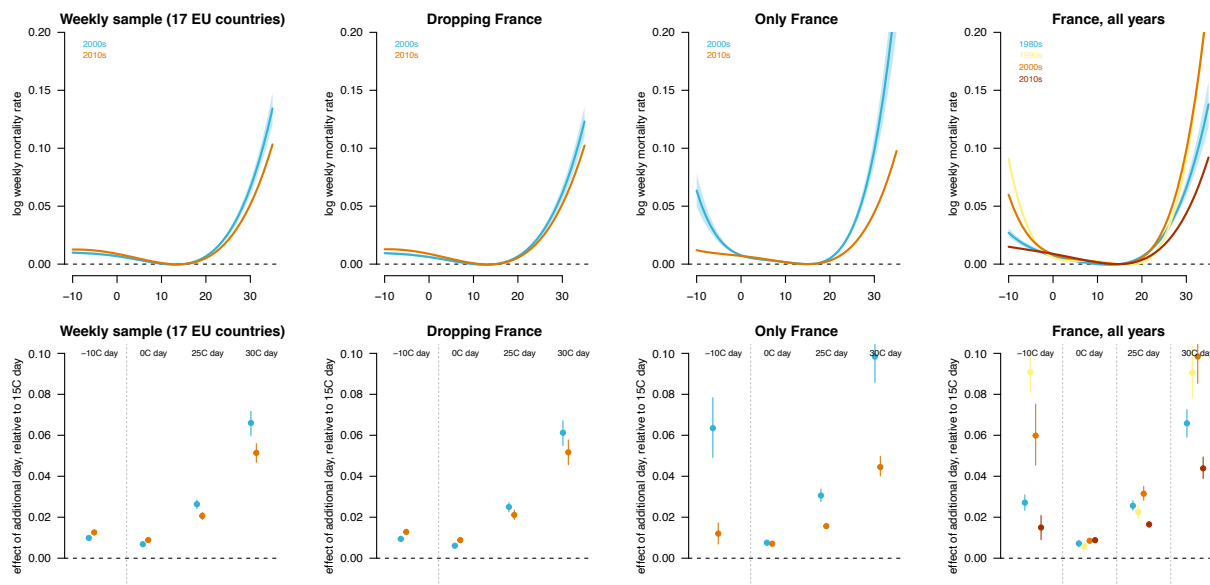 Weekly sample (17 EU countries)
Dropping France
Only France
France, all years
log weekly mortality rate
0.20
0.15
0.10
0.05
0.00
2000s
2010s
−10 0 10 20 30
log weekly mortality rate
0.20
0.15
0.10
0.05
0.00
2000s
2010s
−10 0 10 20 30
log weekly mortality rate
0.20
0.15
0.10
0.05
0.00
2000s
2010s
−10 0 10 20 30
log weekly mortality rate
0.20
0.15
0.10
0.05
0.00
1980s
1990s
2000s
2010s
−10 0 10 20 30
Weekly sample (17 EU countries)
Dropping France
Only France
France, all years
effect of additional day, relative to 15C day
0.10
0.08
0.06
0.04
0.02
0.00
−10C day 0C day 25C day 30C day
effect of additional day, relative to 15C day
0.10
0.08
0.06
0.04
0.02
0.00
−10C day 0C day 25C day 30C day
effect of additional day, relative to 15C day
0.10
0.08
0.06
0.04
0.02
0.00
−10C day 0C day 25C day 30C day
effect of additional day, relative to 15C day
0.10
0.08
0.06
0.04
0.02
0.00
−10C day 0C day 25C day 30C day